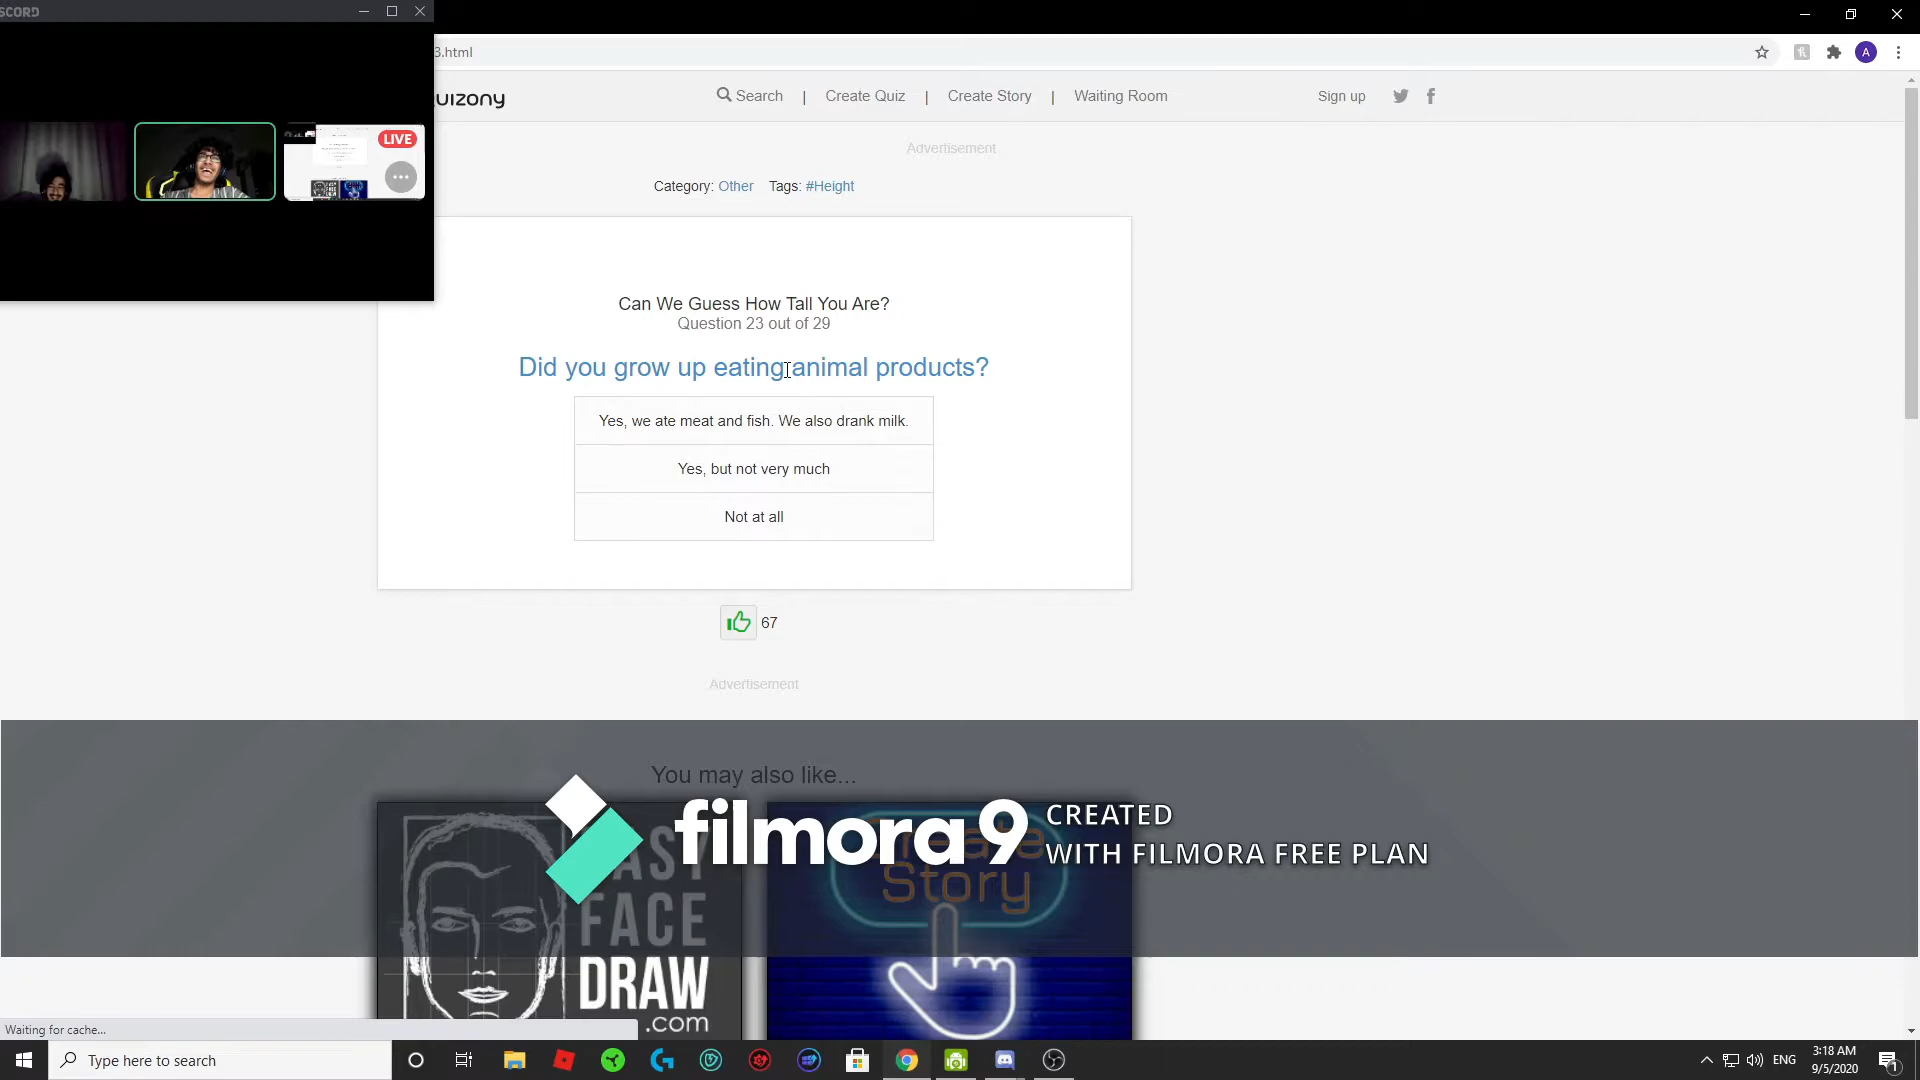 SCORD
3.html
A
uizony
Search | Create Quiz | Create Story | Waiting Room
Sign up
LIVE
Advertisement
Category: Other Tags: #Height
Can We Guess How Tall You Are?
Question 23 out of 29
Did you grow up eating animal products?
Yes, we ate meat and fish. We also drank milk.
Yes, but not very much
Not at all
67
Advertisement
You may also like...
filmora9
CREATED
WITH FILMORA FREE PLAN
FACE
DRAW
.com
Create
Story
Waiting for cache...
Type here to search
ENG
3:18 AM
9/5/2020
1